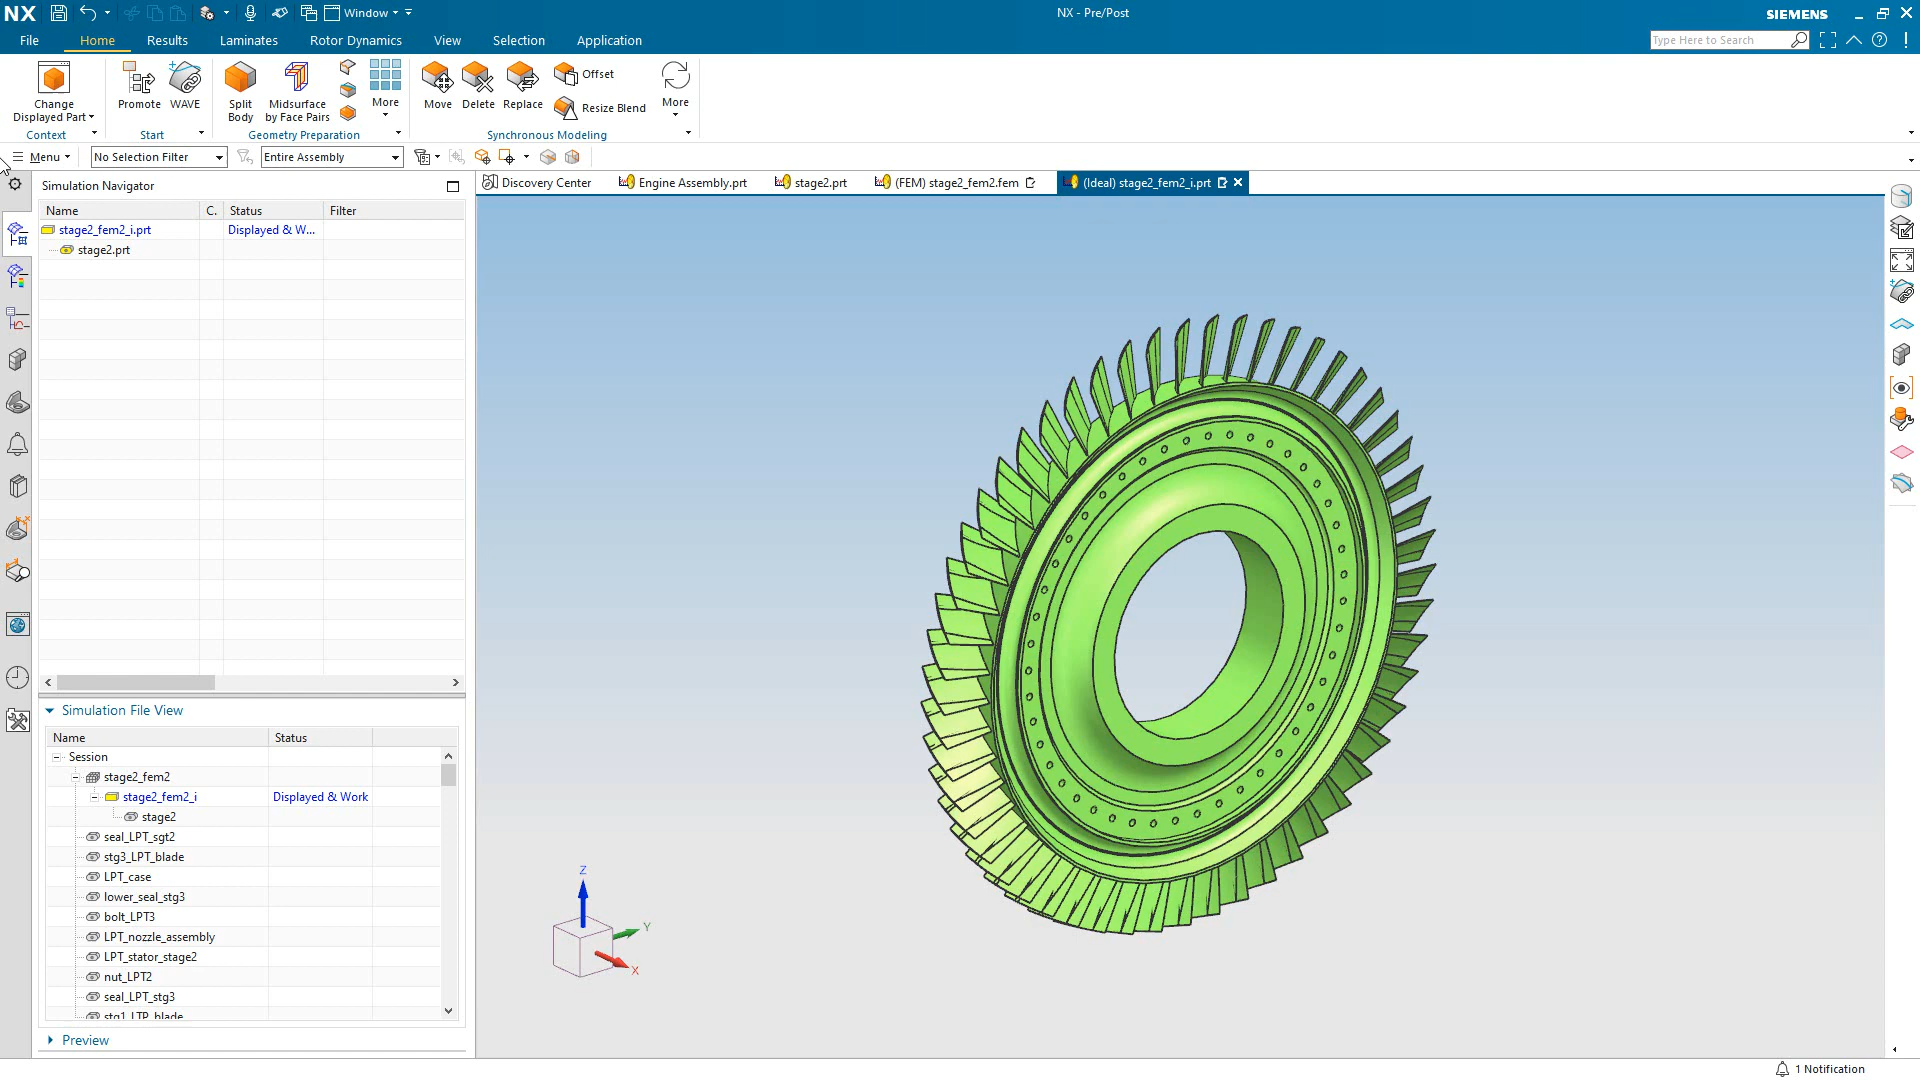 NX
Window
NX - Pre/Post
SIEMENS
File
Home
Results
Laminates
Rotor Dynamics
View
Selection
Application
Type Here to Search
Change
Displayed Part
Promote
WAVE
Split
Body
Midsurface
by Face Pairs
More
Move
Delete
Replace
Offset
Resize Blend
More
Context
Start
Geometry Preparation
Synchronous Modeling
Menu
No Selection Filter
Entire Assembly
Simulation Navigator
Discovery Center
Engine Assembly.prt
stage2.prt
(FEM) stage2_fem2.fem
(Ideal) stage2_fem2_i.prt
Name C. Status Filter
stage2_fem2_i.prt Displayed & W...
stage2.prt
Simulation File View
Name Status
Session
stage2_fem2
stage2_fem2_i Displayed & Work
stage2
seal_LPT_sgt2
stg3_LPT_blade
LPT_case
lower_seal_stg3
bolt_LPT3
LPT_nozzle_assembly
LPT_stator_stage2
nut_LPT2
seal_LPT_stg3
stg1_LTP_blade
Preview
Z
Y
X
1 Notification